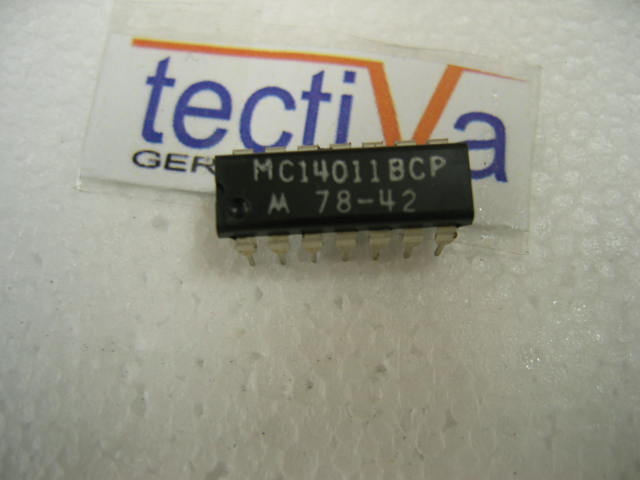 tectiVa
GER
MC14011BCP
M 78-42